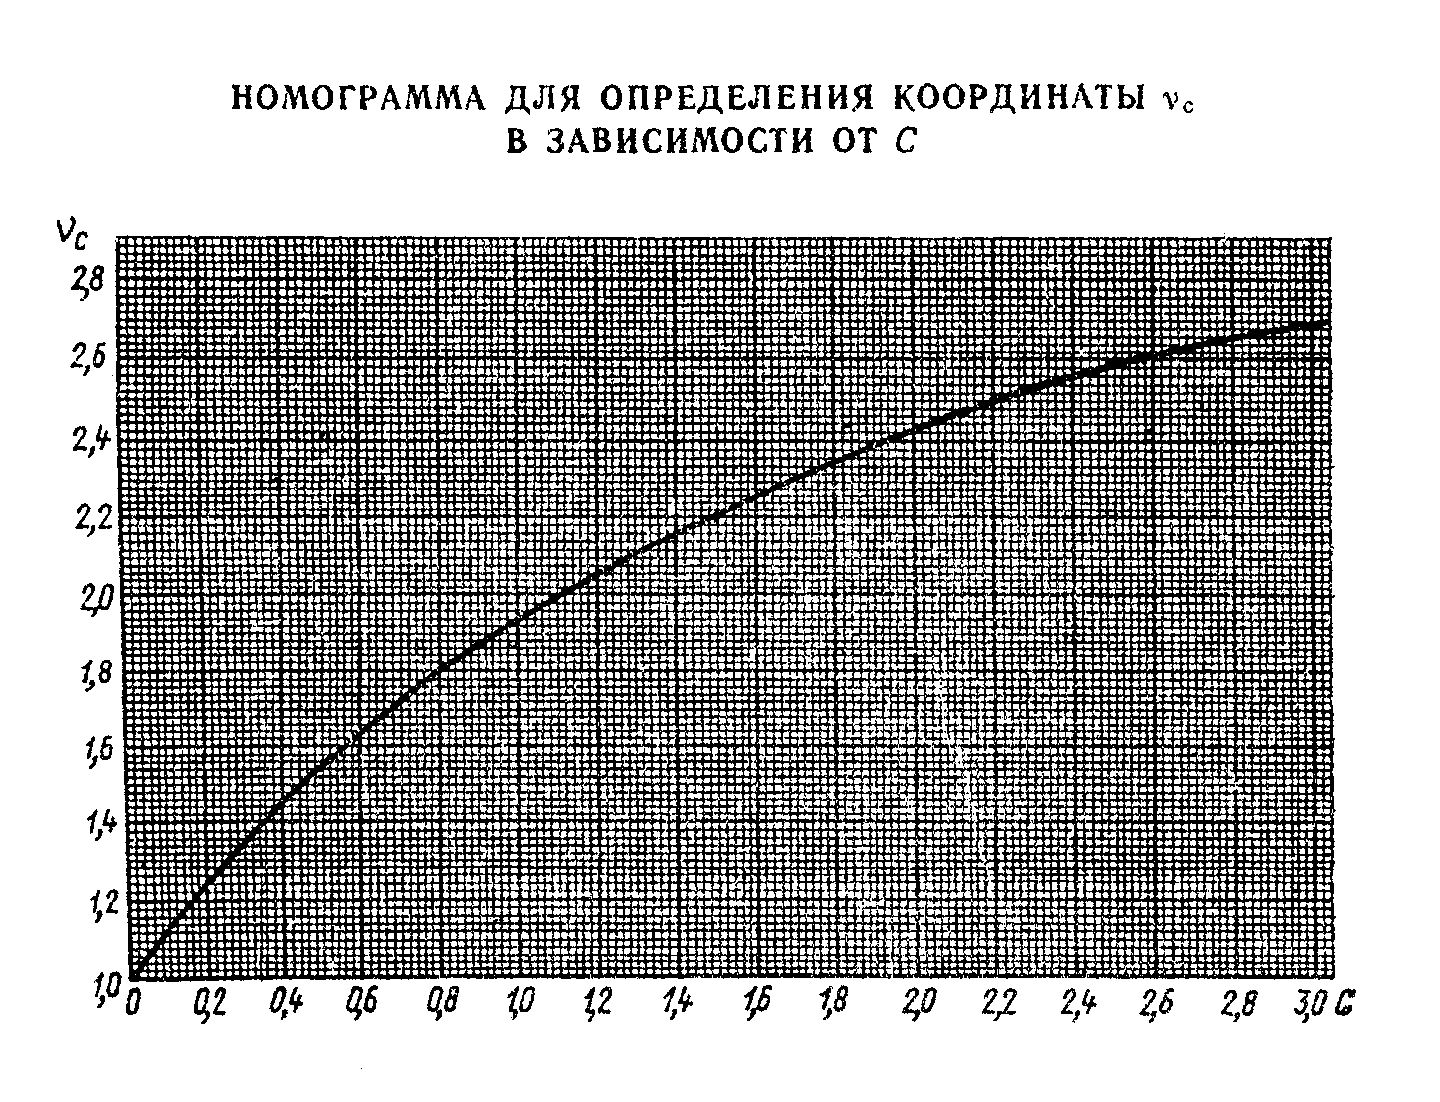 НОМОГРАММА ДЛЯ ОПРЕДЕЛЕНИЯ КООРДИНАТЫ νc
В ЗАВИСИМОСТИ ОТ C
νc
2,8
2,6
2,4
2,2
2,0
1,8
1,6
1,4
1,2
1,0
0 0,2 0,4 0,6 0,8 1,0 1,2 1,4 1,6 1,8 2,0 2,2 2,4 2,6 2,8 3,0 C